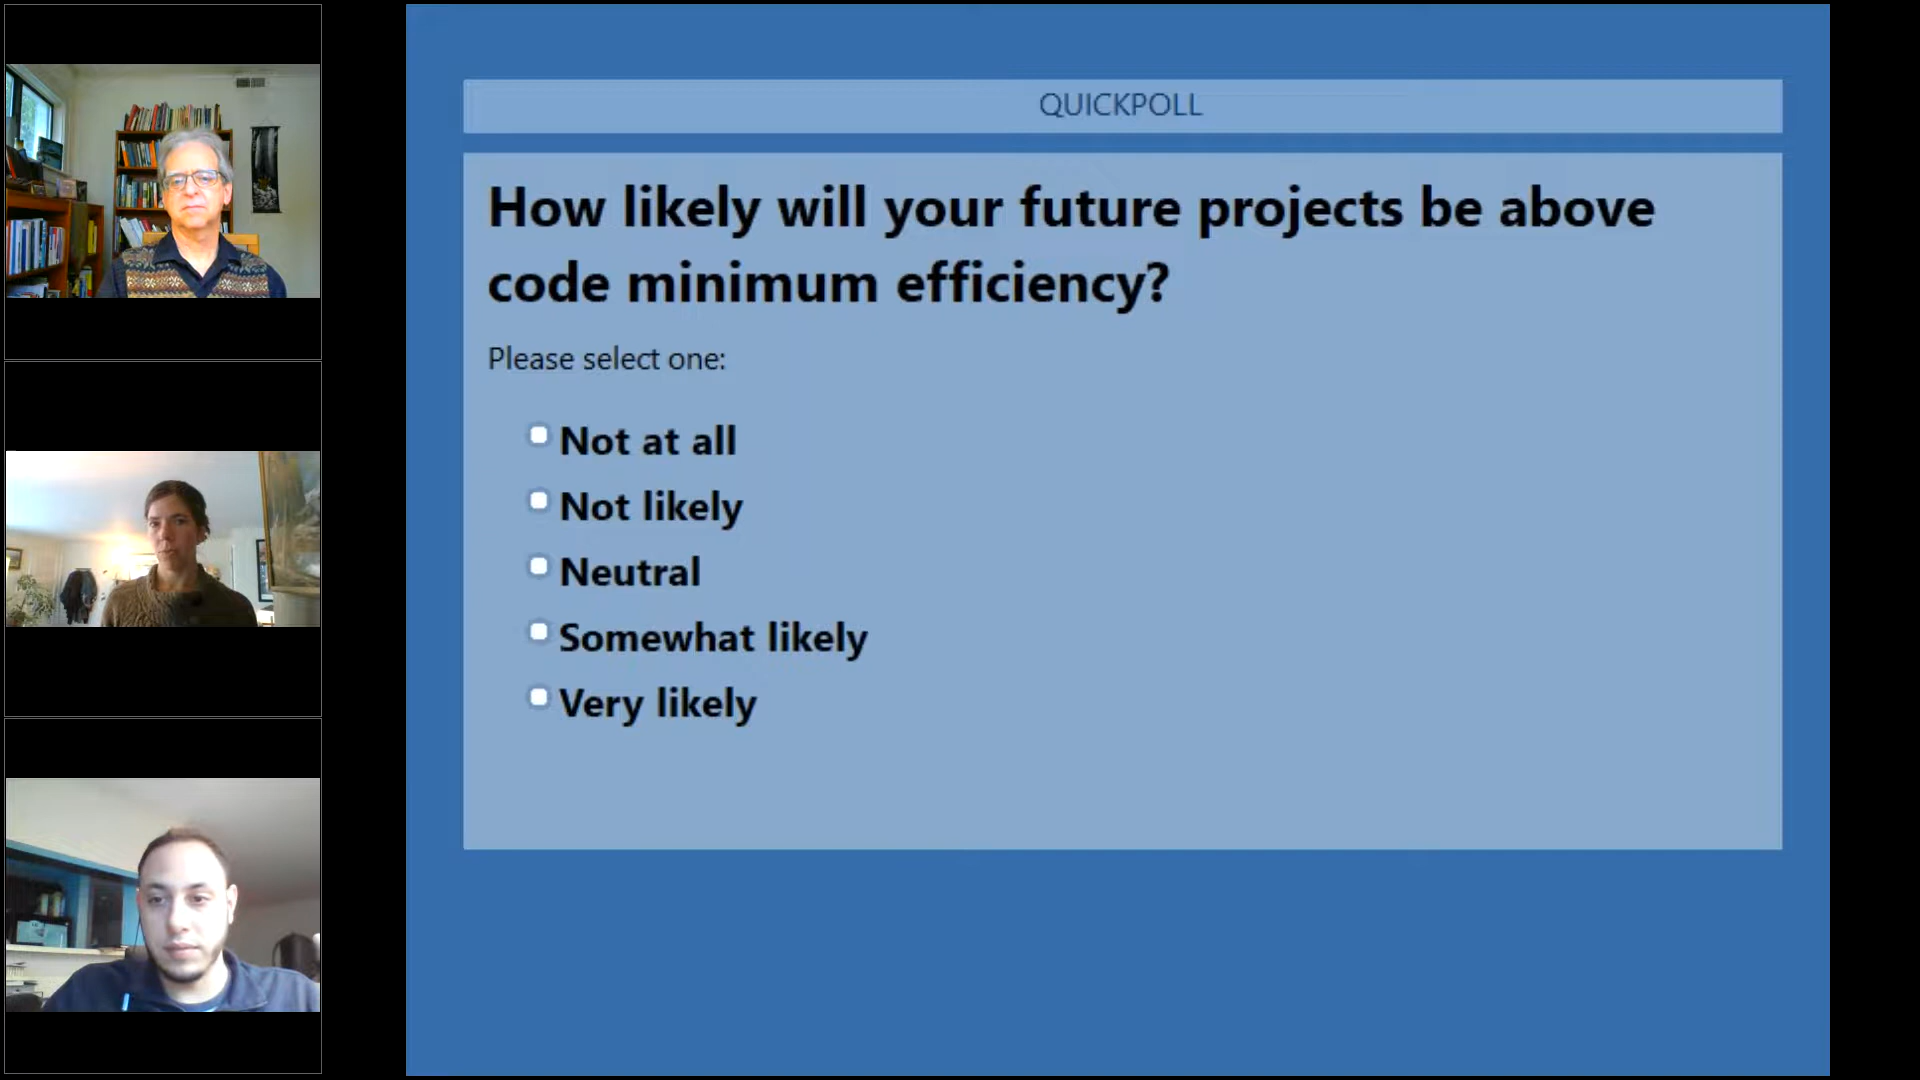 QUICKPOLL
How likely will your future projects be above
code minimum efficiency?
Please select one:
Not at all
Not likely
Neutral
Somewhat likely
Very likely